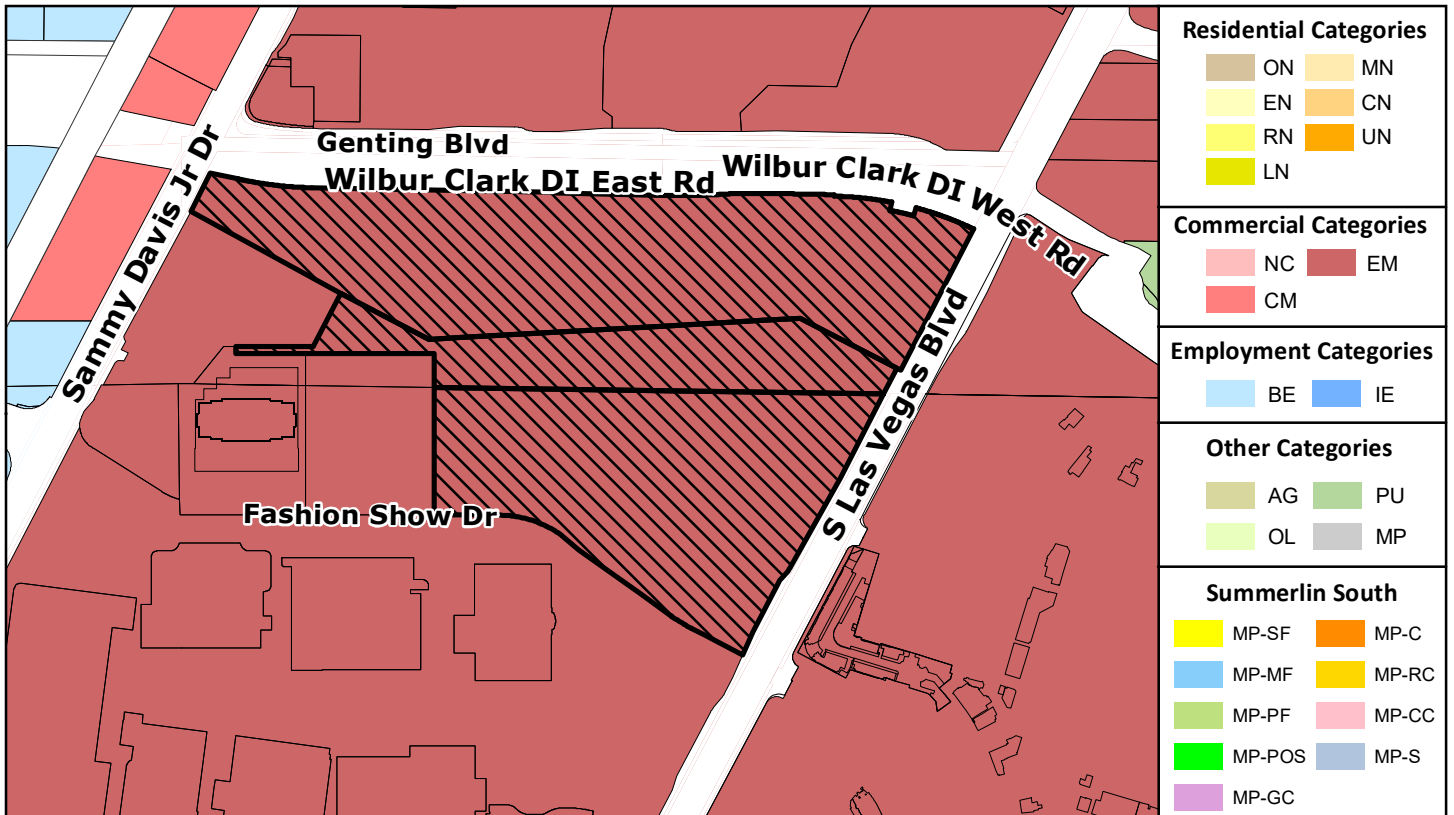 Genting Blvd
Wilbur Clark DI East Rd
Wilbur Clark DI West Rd
Sammy Davis Jr Dr
S Las Vegas Blvd
Fashion Show Dr
Residential Categories
ON MN
EN CN
RN UN
LN
Commercial Categories
NC EM
CM
Employment Categories
BE IE
Other Categories
AG PU
OL MP
Summerlin South
MP-SF MP-C
MP-MF MP-RC
MP-PF MP-CC
MP-POS MP-S
MP-GC